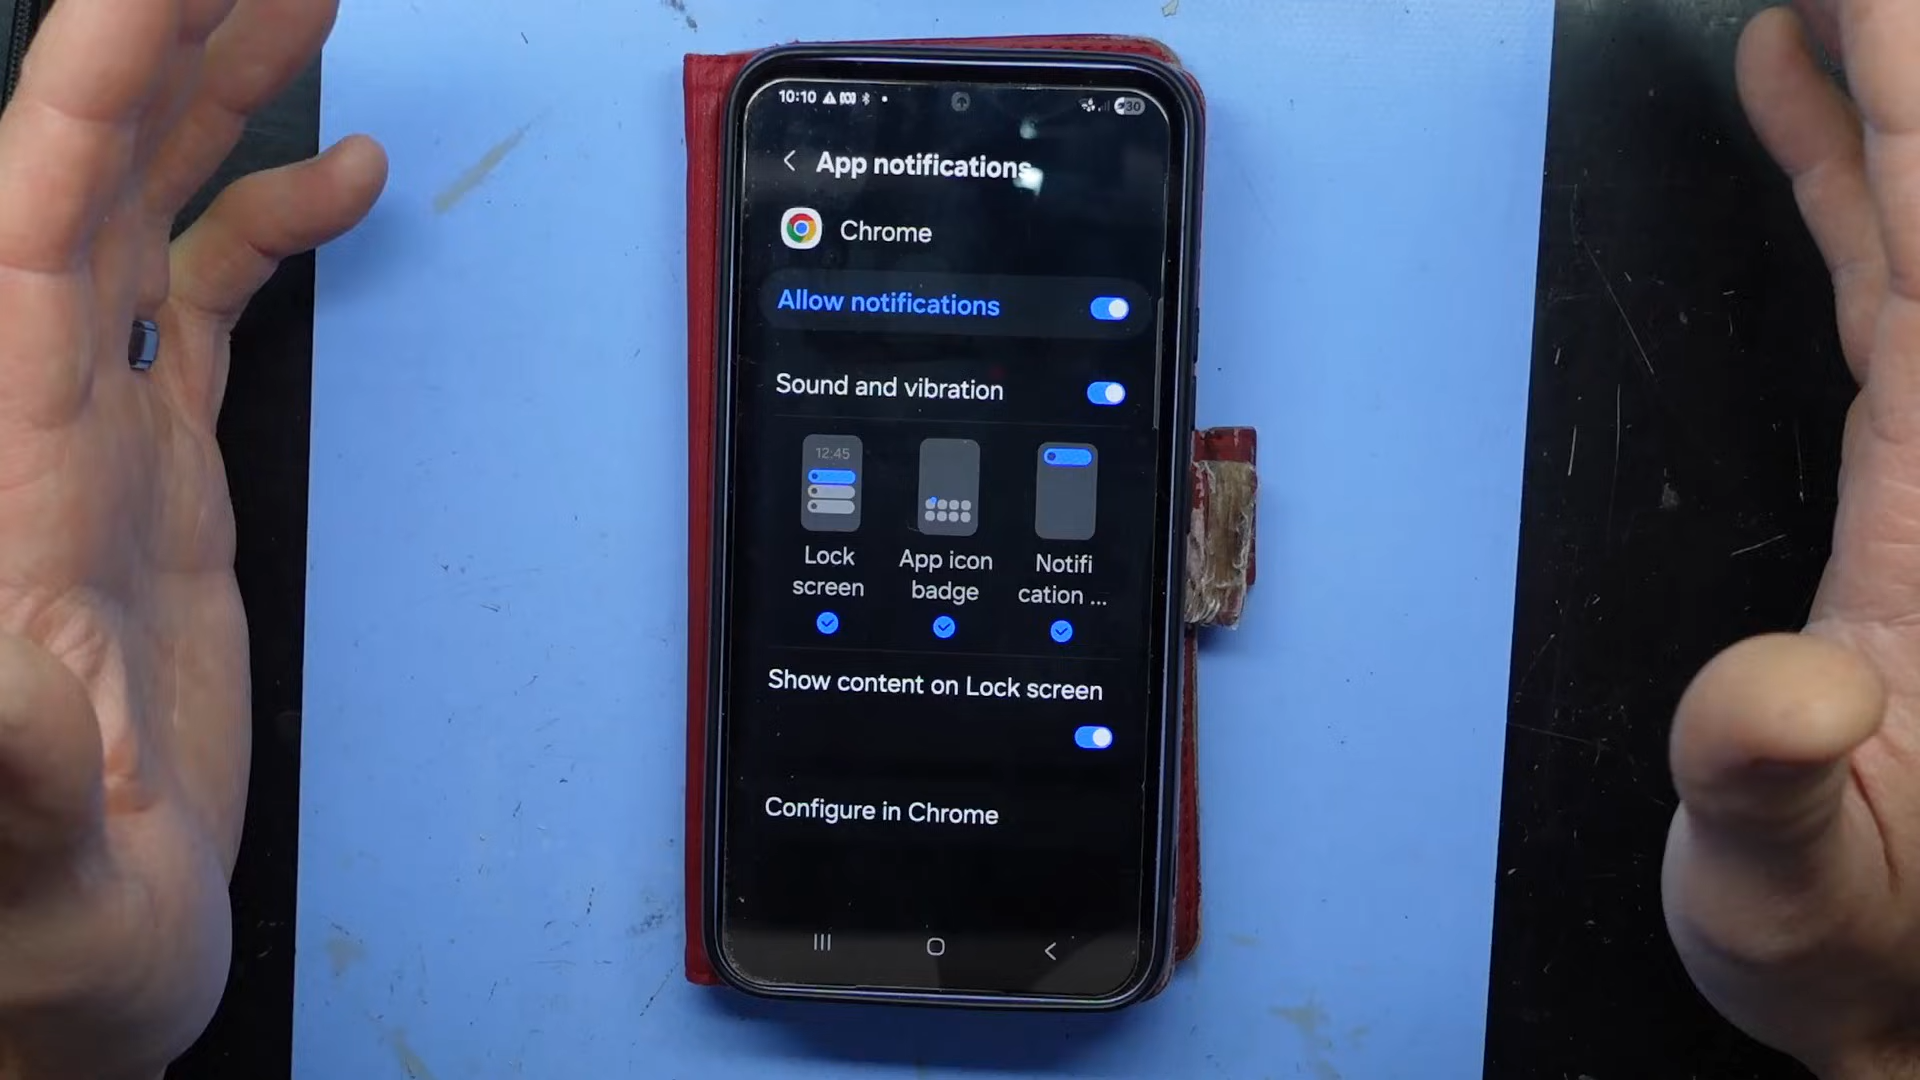 10:10
30
App notifications
Chrome
Allow notifications
Sound and vibration
12:45
Lock
screen
App icon
badge
Notifi
cation ...
Show content on Lock screen
Configure in Chrome